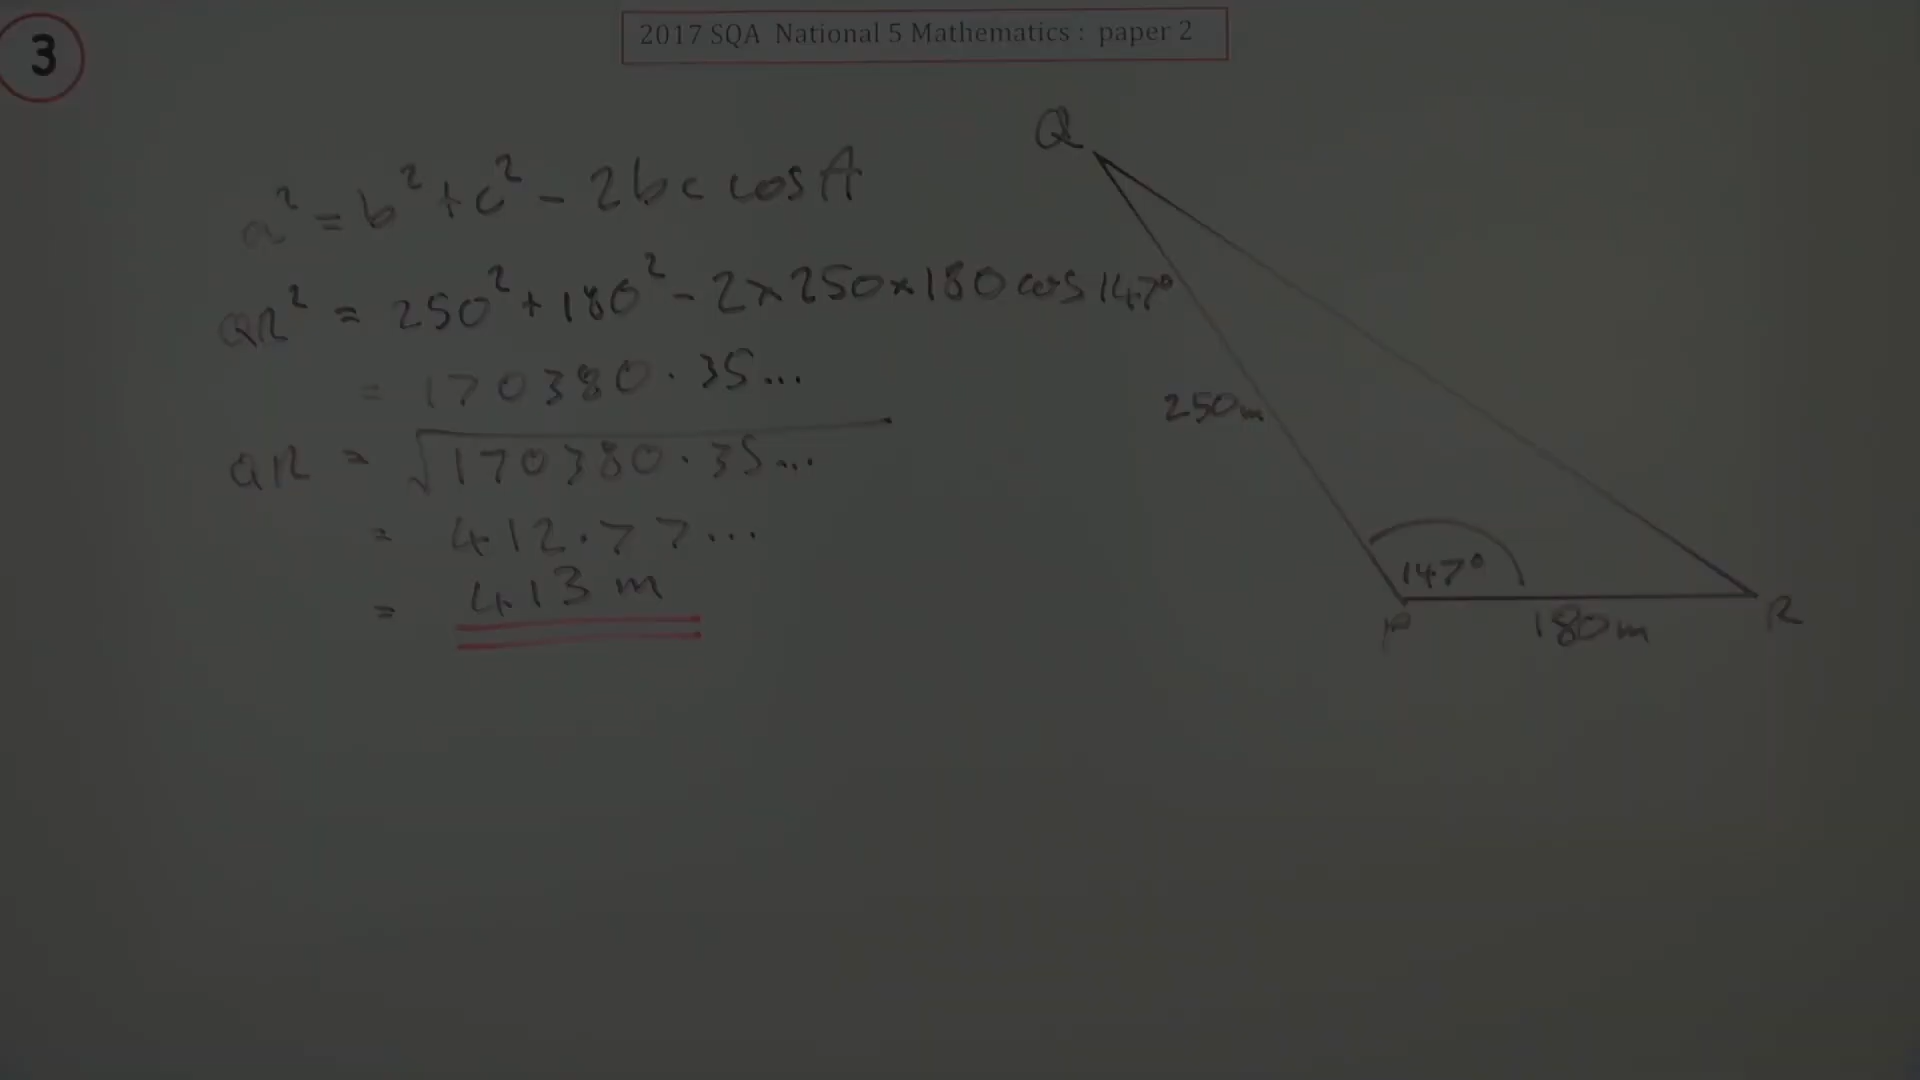 3
2017 SQA National 5 Mathematics : paper 2
a² = b² + c² - 2bc cos A
QR² = 250² + 180² - 2 × 250 × 180 cos 147°
= 170380.35...
QR = √170380.35...
= 412.77...
= 413 m
Q
250m
147°
P
180m
R